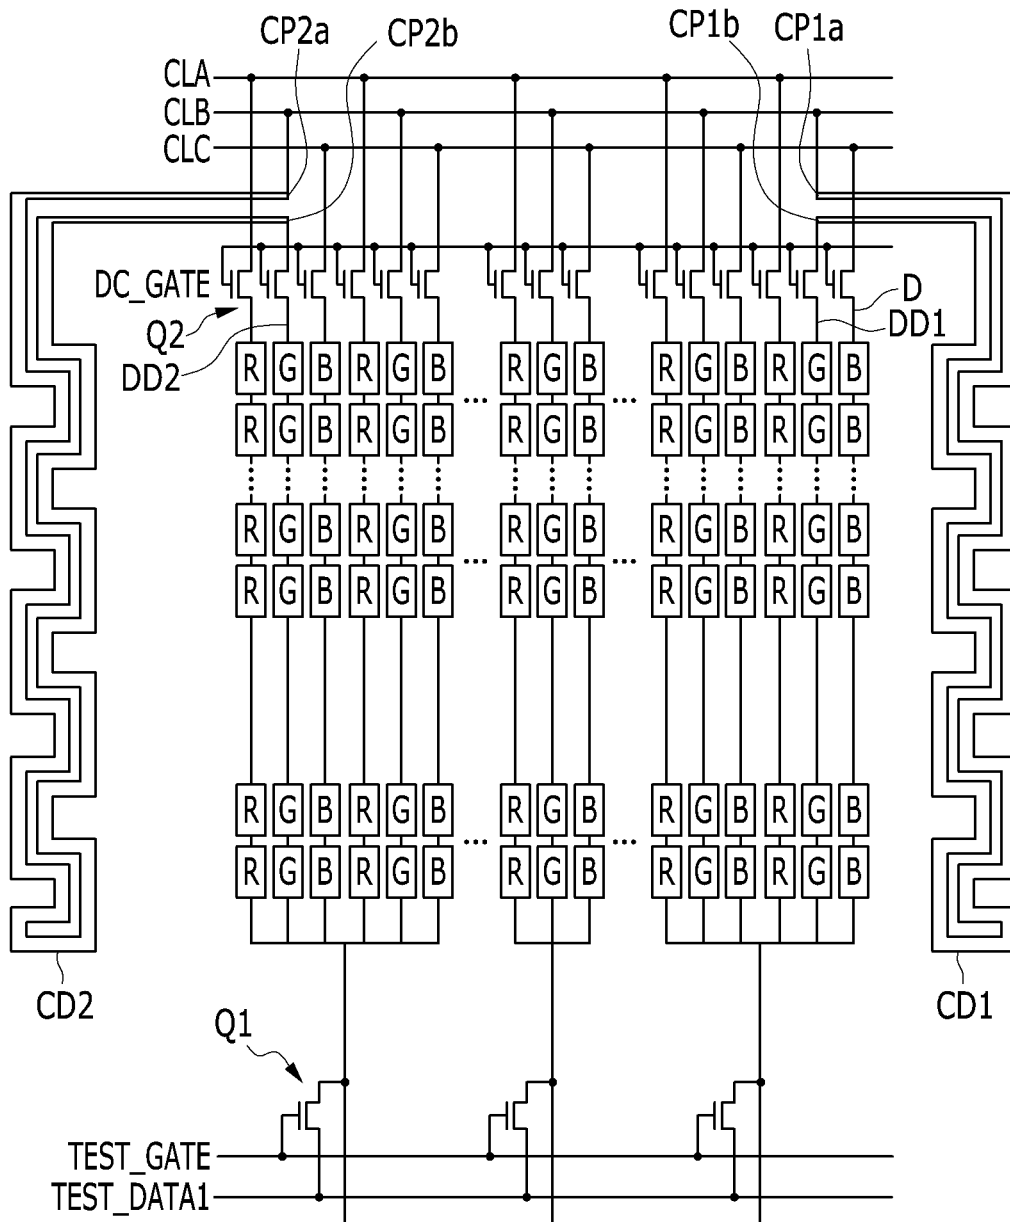 CP2a CP2b CP1b CP1a
CLA
CLB
CLC
DC_GATE
Q2
DD2
D
DD1
R G B R G B R G B R G B R G B
... ...
R G B R G B R G B R G B R G B
R G B R G B R G B R G B R G B
... ...
R G B R G B R G B R G B R G B
R G B R G B R G B R G B R G B
... ...
R G B R G B R G B R G B R G B
CD2 CD1
Q1
TEST_GATE
TEST_DATA1